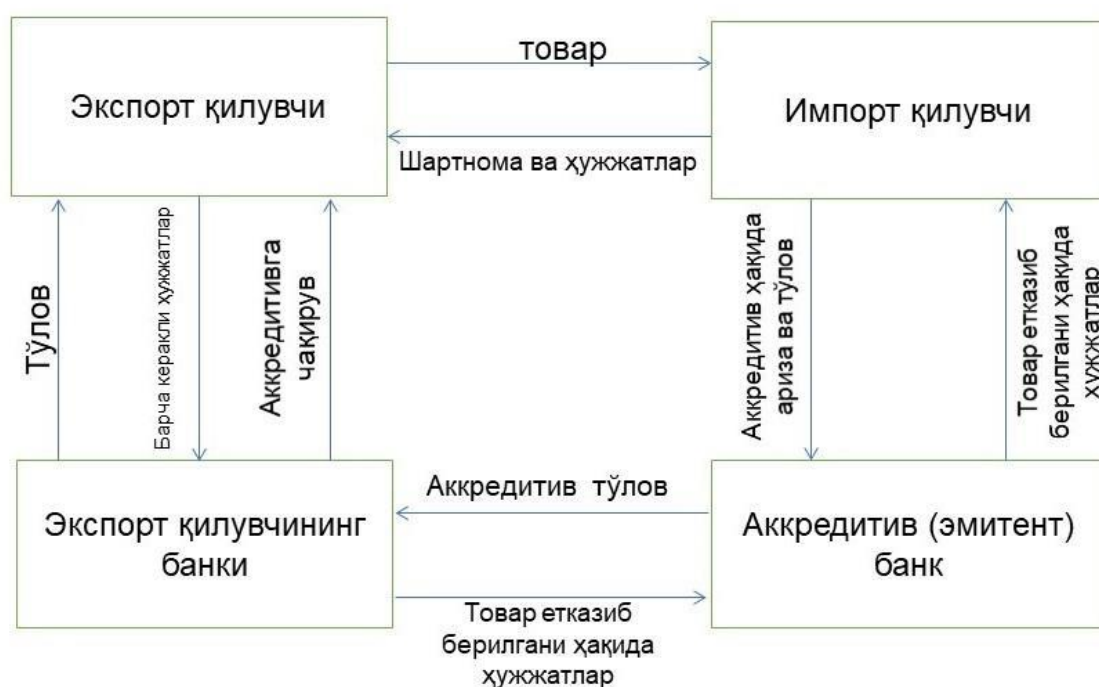 товар
Экспорт қилувчи
Импорт қилувчи
Шартнома ва ҳужжатлар
Тўлов
Барча керакли ҳужжатлар
Аккредитивга
чақирув
Аккредитив ҳақида
ариза ва тўлов
Товар етказиб
берилгани ҳақида
ҳужжатлар
Аккредитив тўлов
Экспорт қилувчининг
банки
Аккредитив (эмитент)
банк
Товар етказиб
берилгани ҳақида
ҳужжатлар